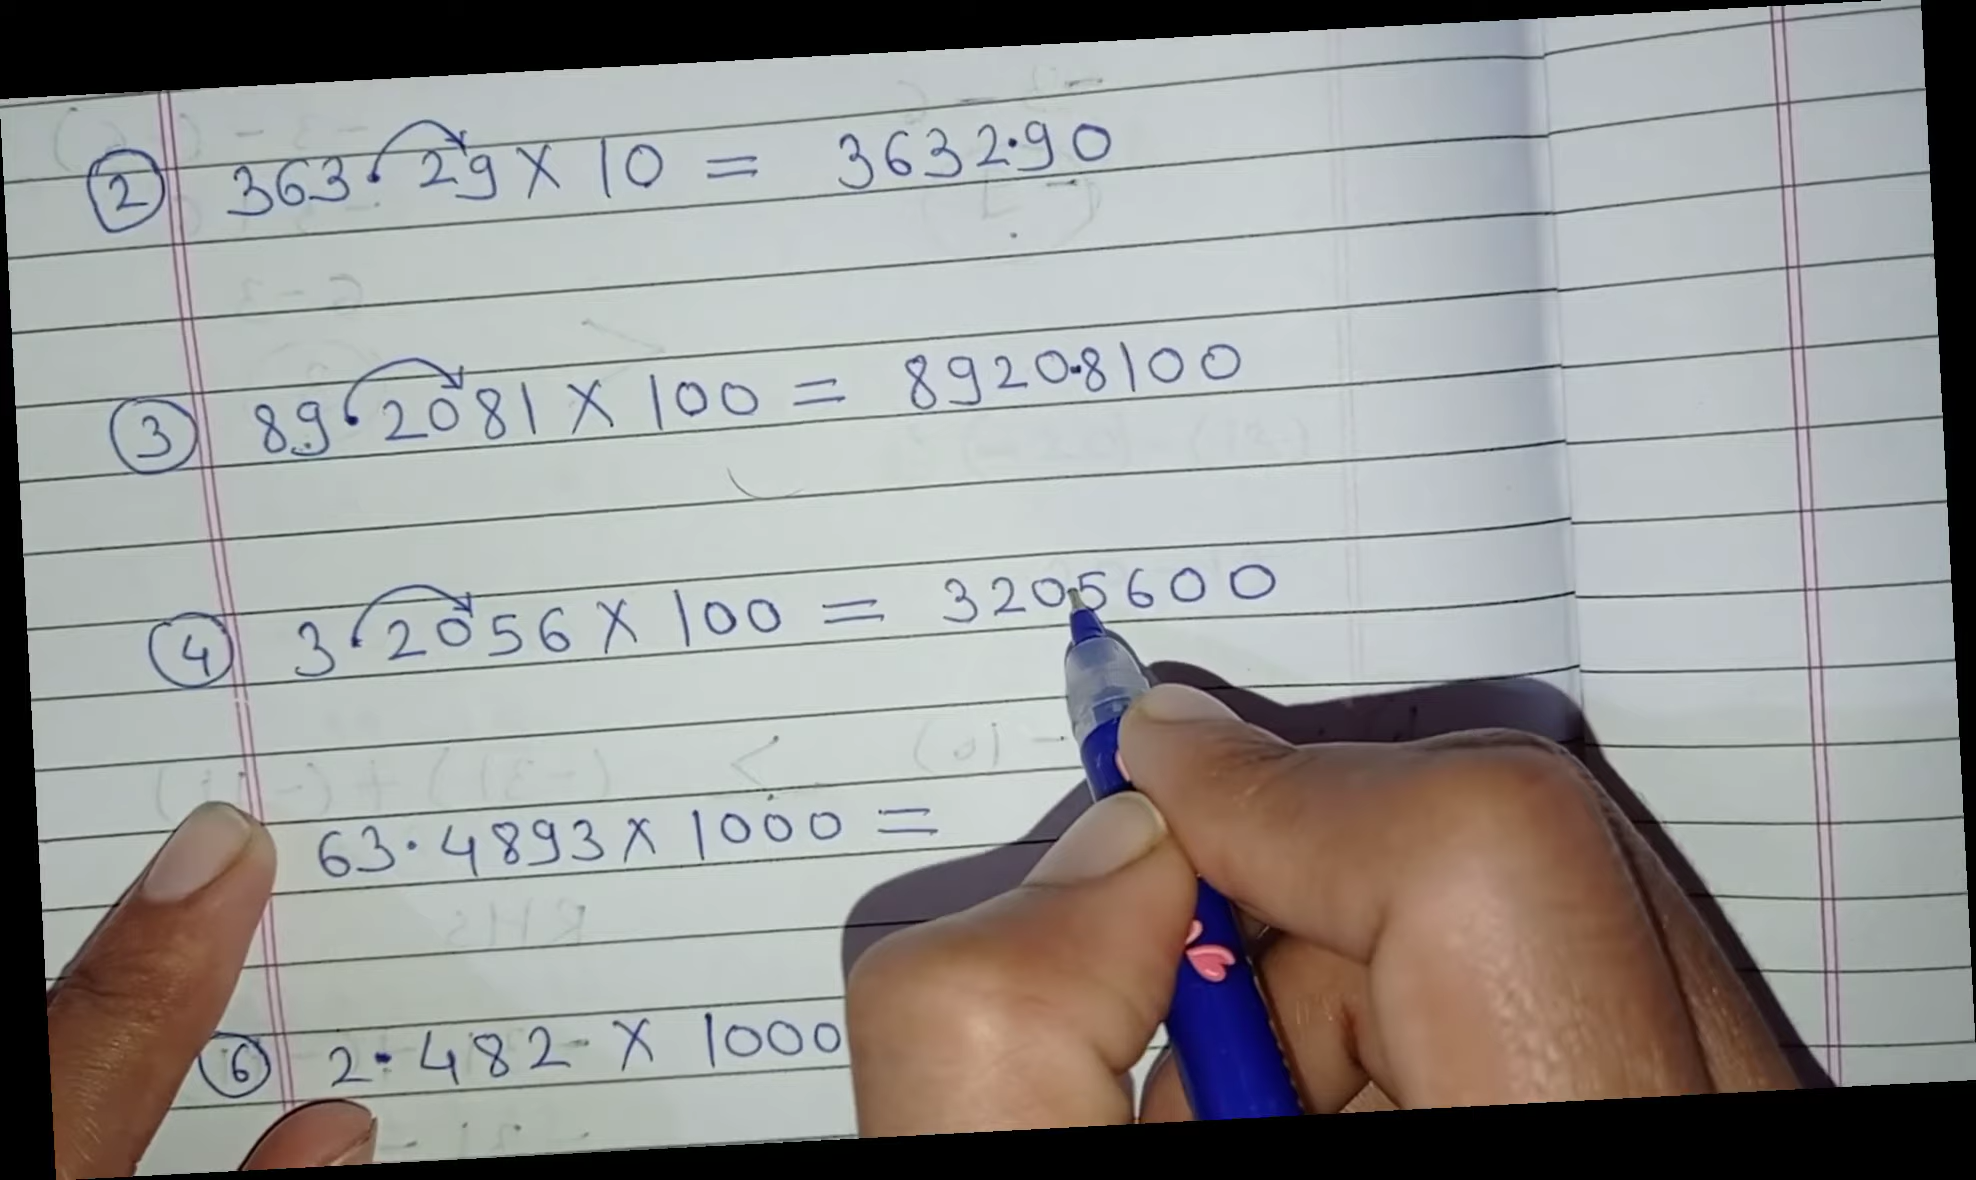 2 363.29 X 10 = 3632.90
3 89.2081 X 100 = 8920.8100
4 3.2056 X 100 = 3205600
63.4893 X 1000 =
6 2.482 X 1000